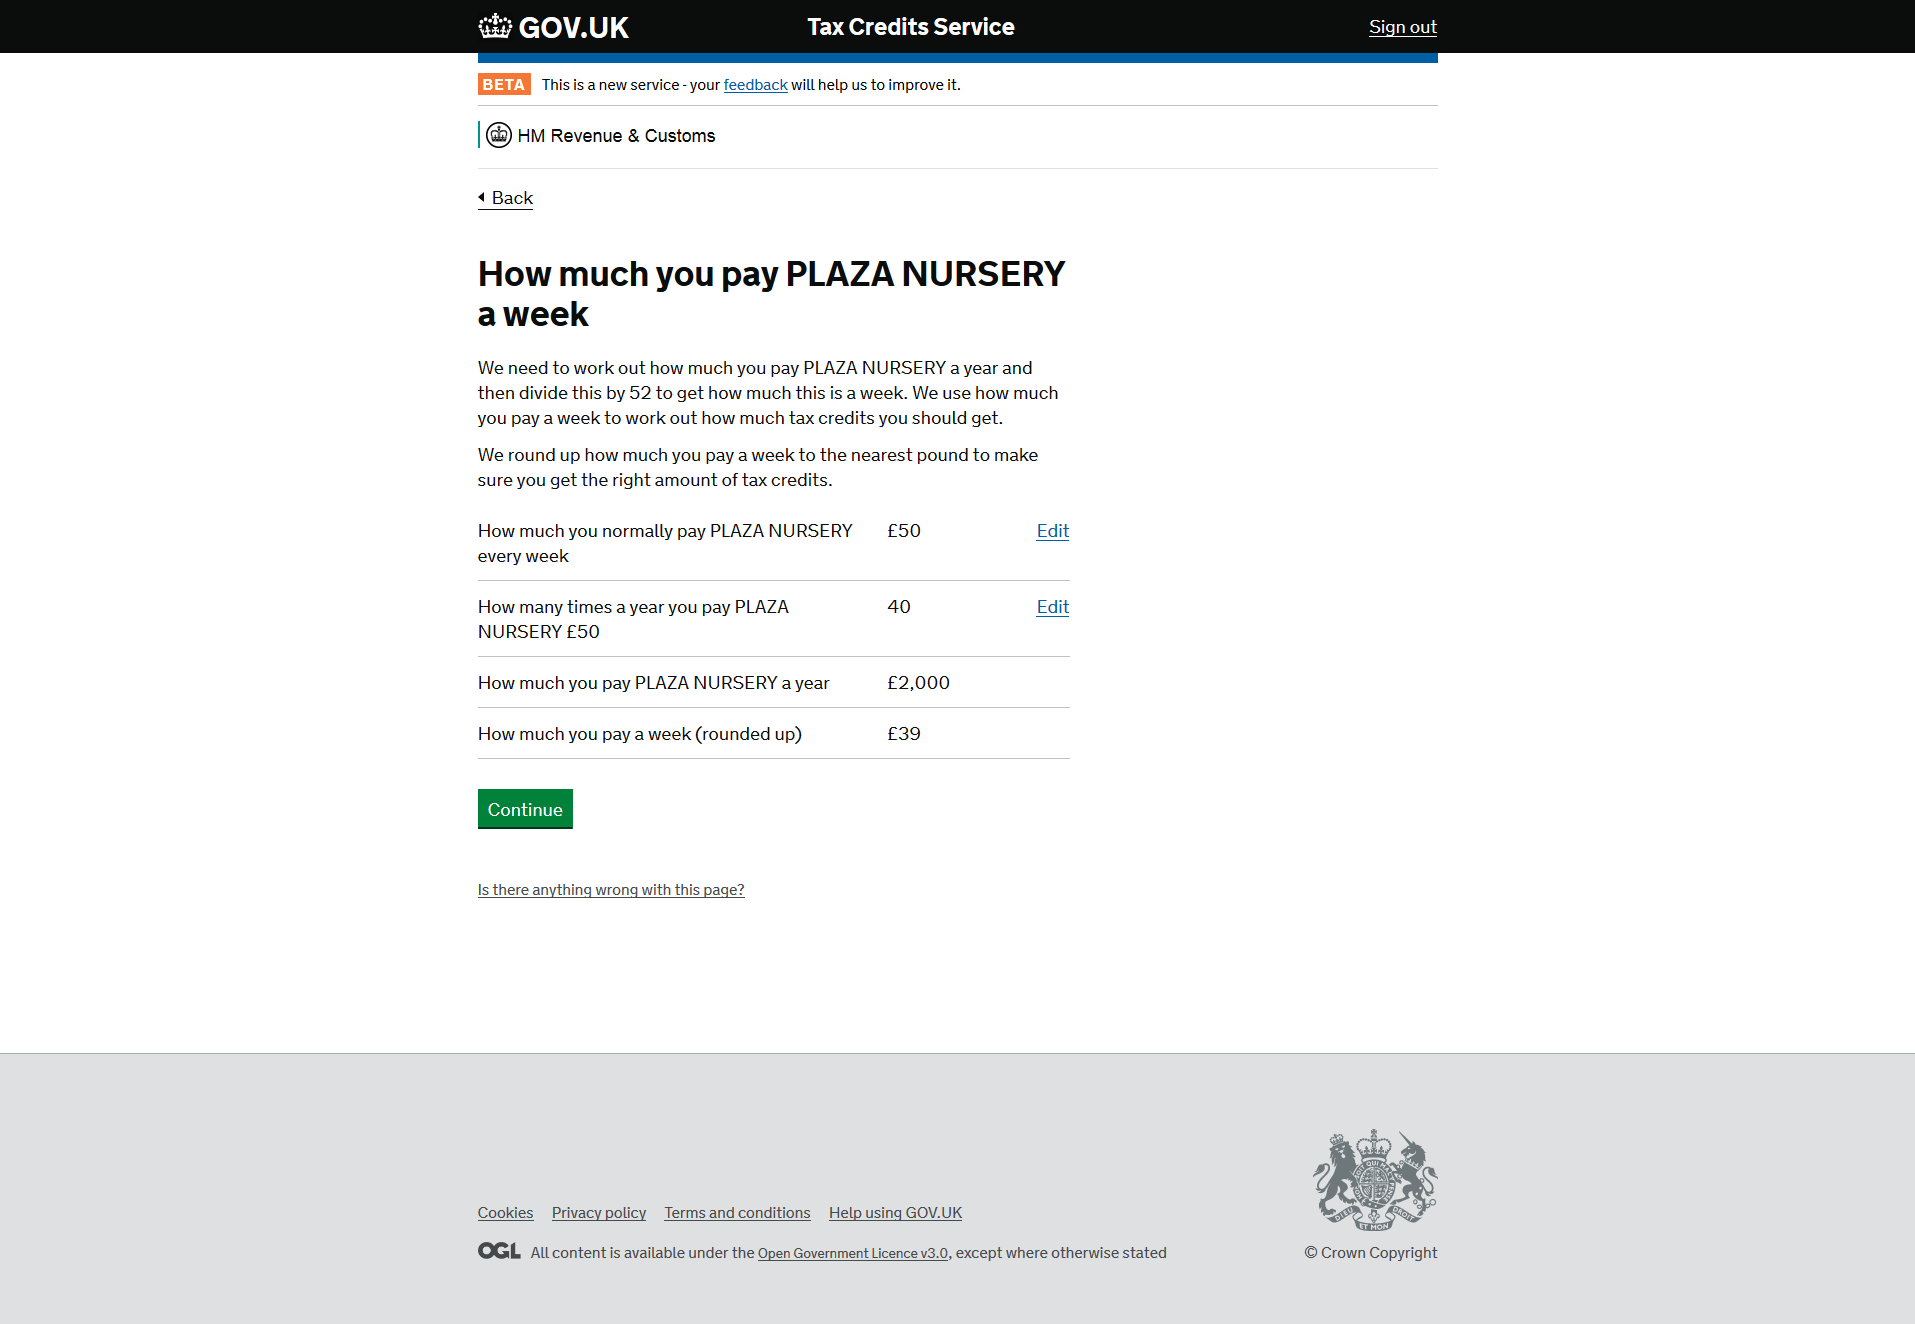 GOV.UK
Tax Credits Service
Sign out
BETA This is a new service - your feedback will help us to improve it.
HM Revenue & Customs
Back
How much you pay PLAZA NURSERY
a week
We need to work out how much you pay PLAZA NURSERY a year and
then divide this by 52 to get how much this is a week. We use how much
you pay a week to work out how much tax credits you should get.
We round up how much you pay a week to the nearest pound to make
sure you get the right amount of tax credits.
How much you normally pay PLAZA NURSERY £50 Edit
every week
How many times a year you pay PLAZA 40 Edit
NURSERY £50
How much you pay PLAZA NURSERY a year £2,000
How much you pay a week (rounded up) £39
Continue
Is there anything wrong with this page?
Cookies Privacy policy Terms and conditions Help using GOV.UK
OGL All content is available under the Open Government Licence v3.0, except where otherwise stated
DIEU ET MON DROIT
© Crown Copyright